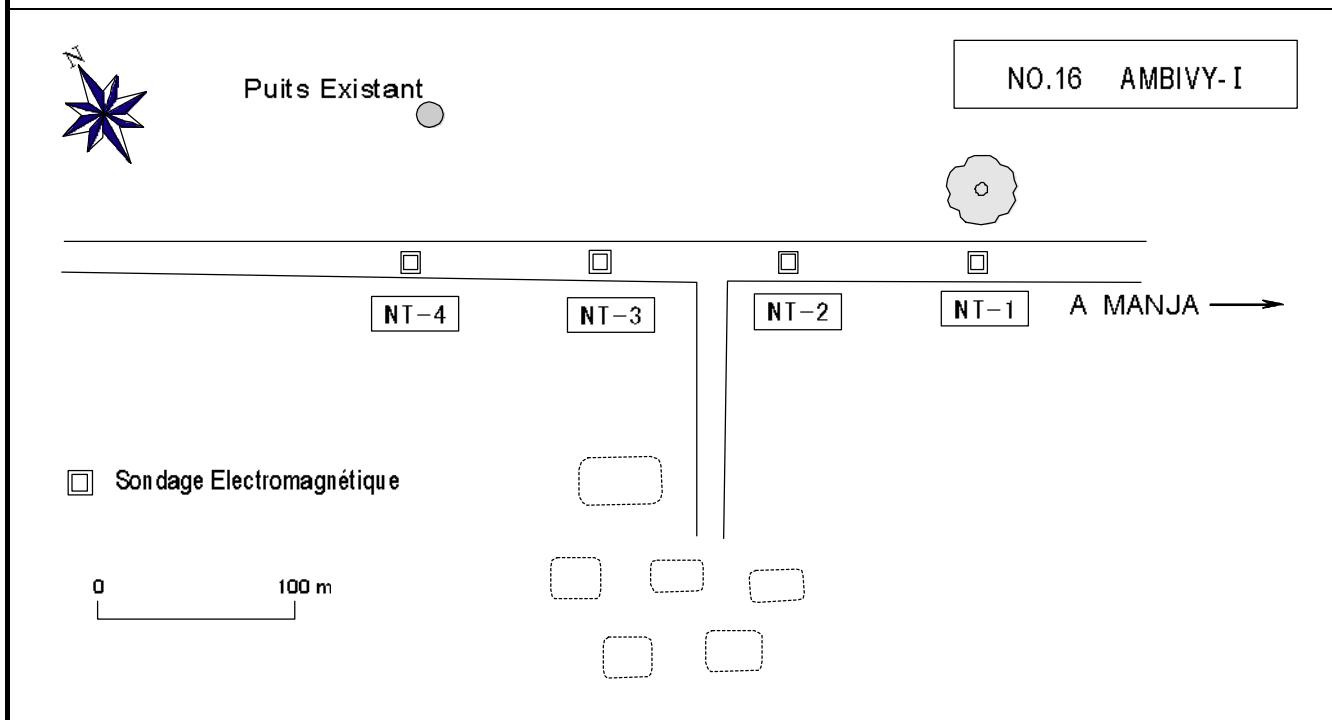 N
Puits Existant
NO.16 AMBIVY-I
NT-4
NT-3
NT-2
NT-1
A MANJA
Sondage Electromagnétique
0 100 m